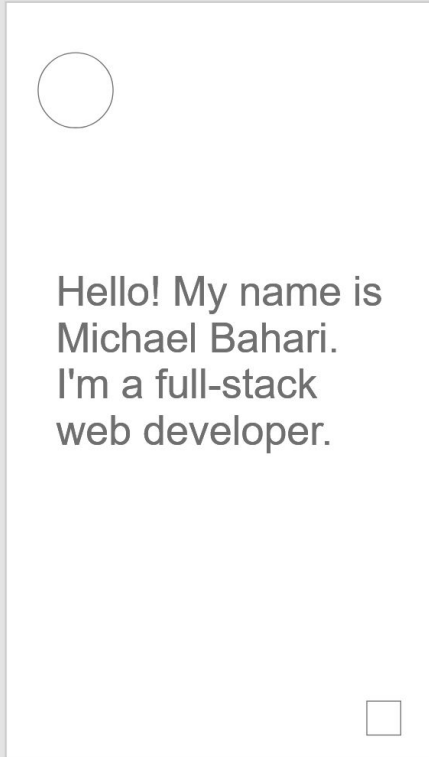 Hello! My name is
Michael Bahari.
I'm a full-stack
web developer.